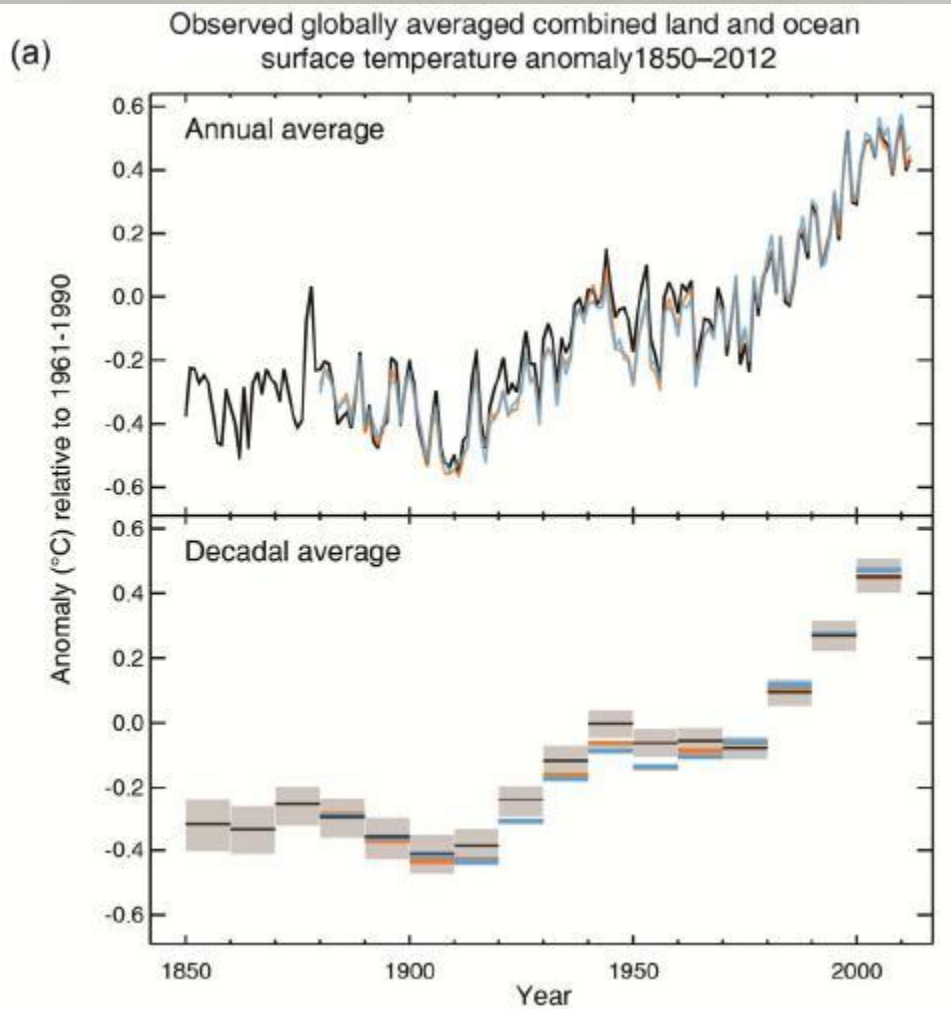 (a)
Observed globally averaged combined land and ocean
surface temperature anomaly1850–2012
Annual average
0.6
0.4
0.2
0.0
-0.2
-0.4
-0.6
Anomaly (°C) relative to 1961-1990
Decadal average
0.6
0.4
0.2
0.0
-0.2
-0.4
-0.6
1850
1900
1950
2000
Year